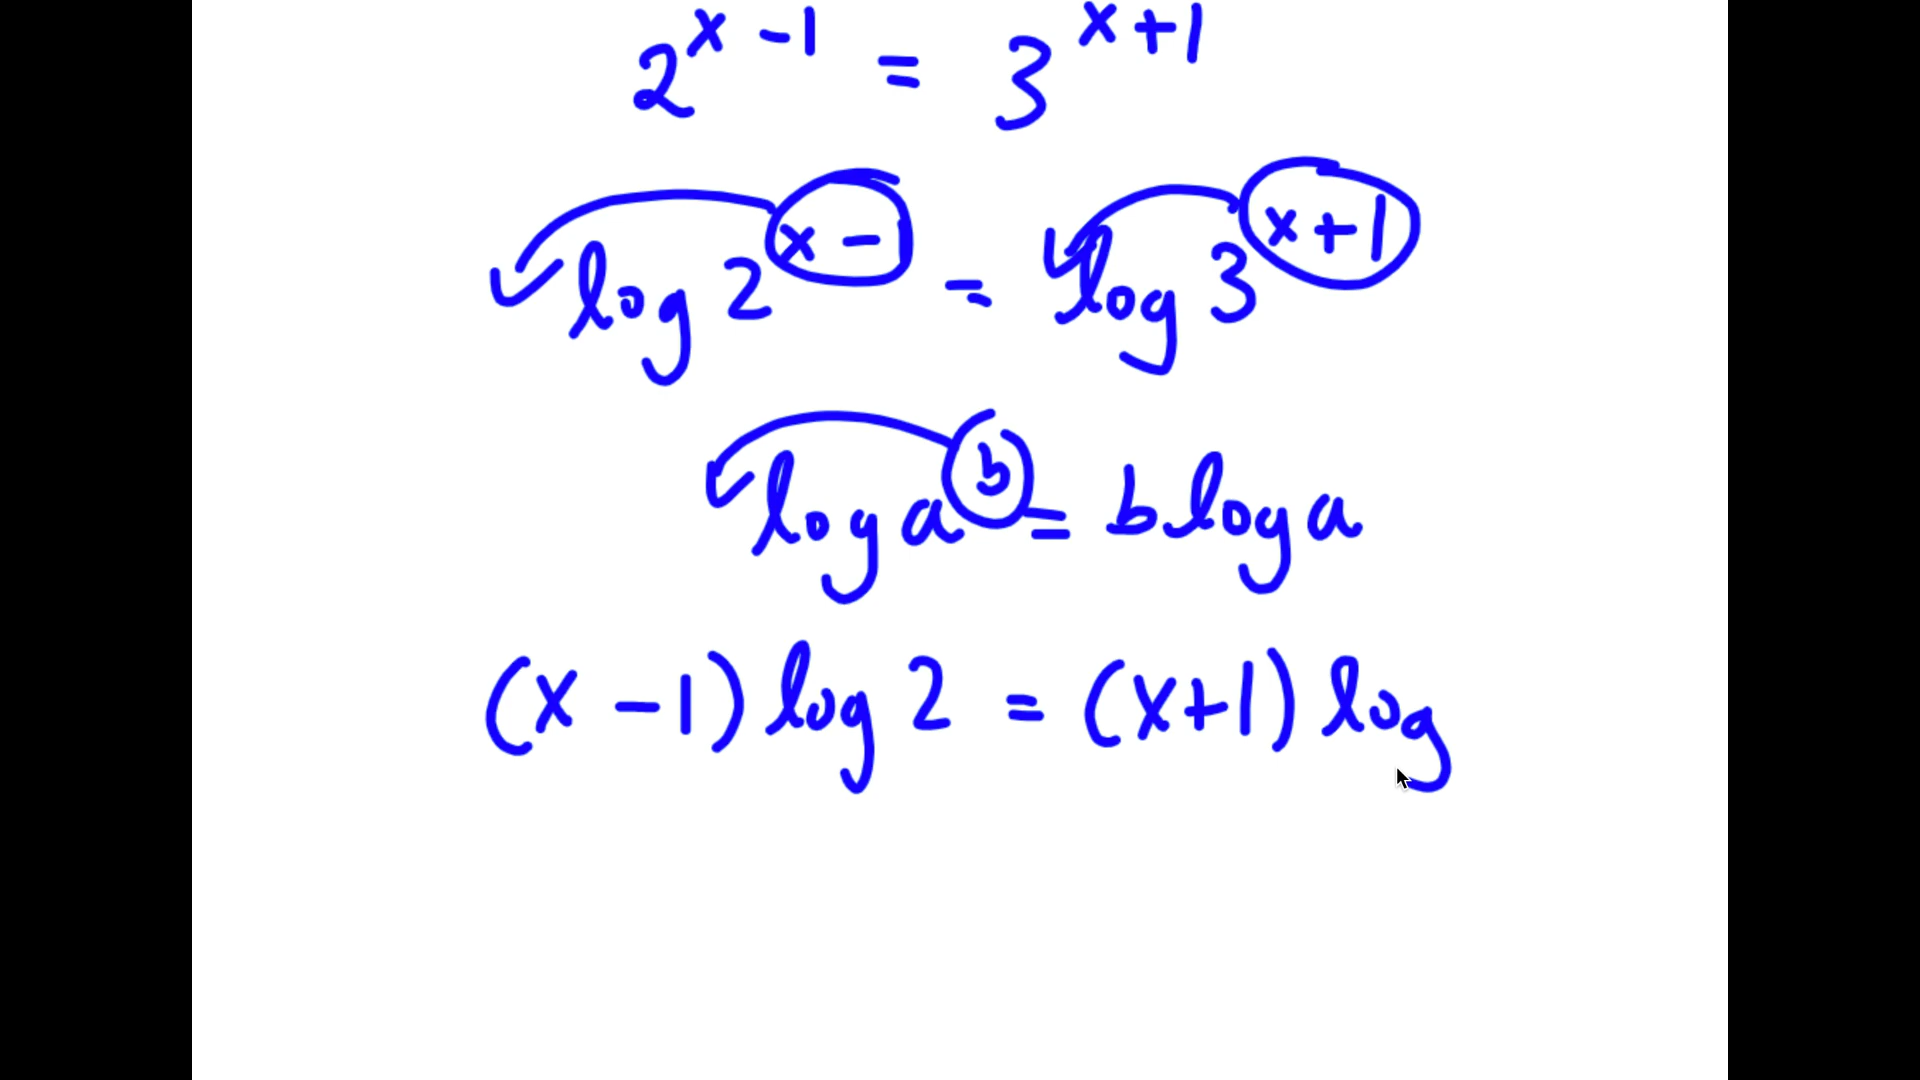 2^{x-1} = 3^{x+1}
log 2^{x-1} = log 3^{x+1}
log a^b = b log a
(x-1) log 2 = (x+1) log